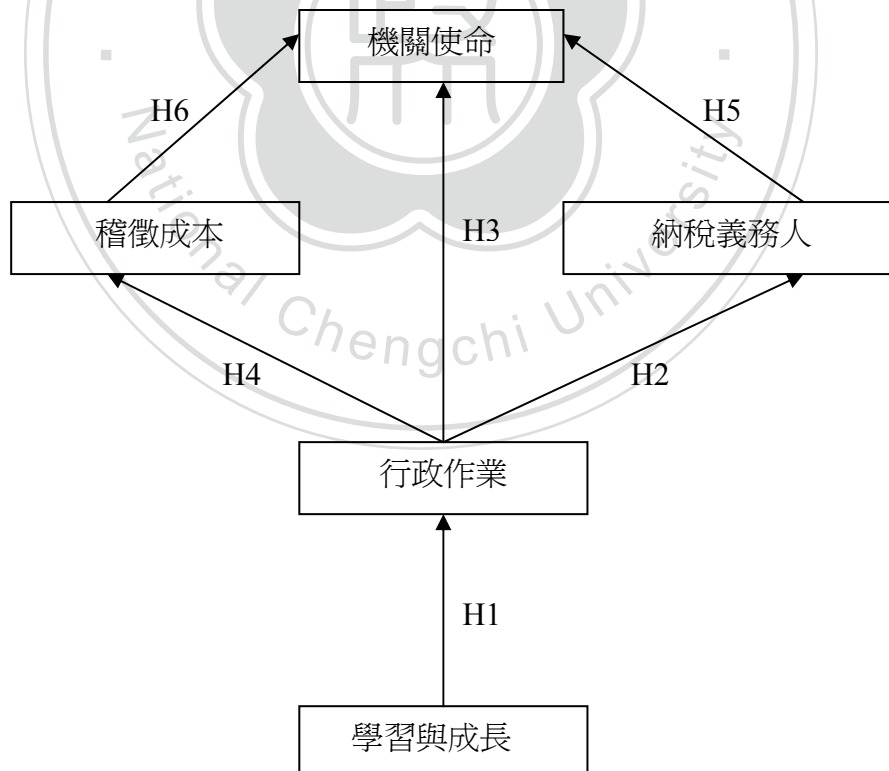 機關使命
H6
H5
稽徵成本
H3
納稅義務人
H4
H2
行政作業
H1
學習與成長
National Chengchi University